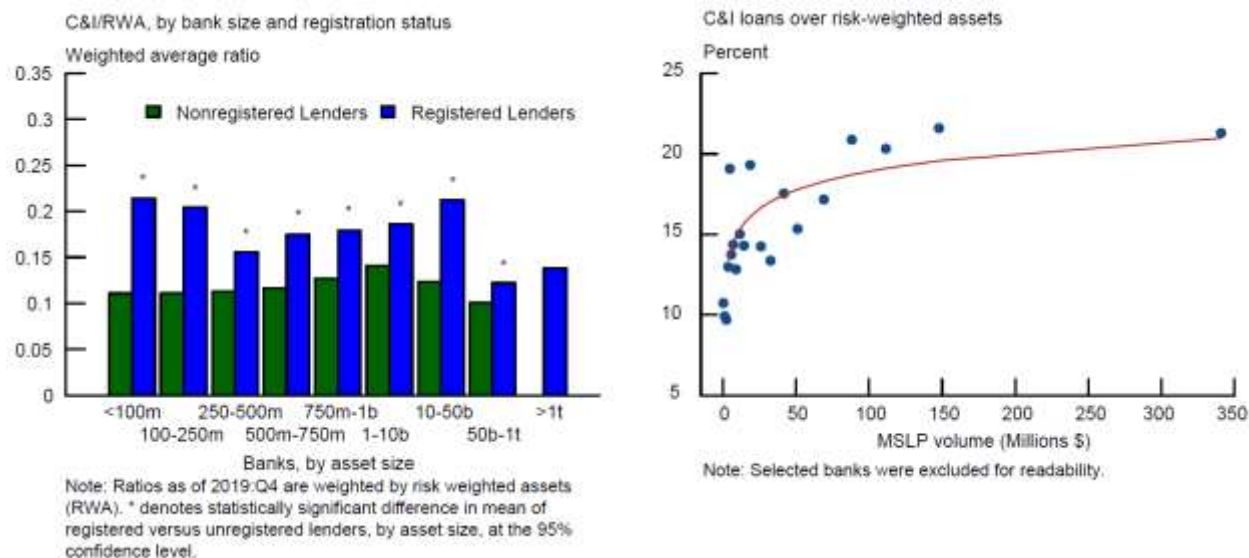 C&I/RWA, by bank size and registration status
Weighted average ratio
0.35
0.3
0.25
0.2
0.15
0.1
0.05
0
Nonregistered Lenders Registered Lenders
* * * * * * * *
<100m 250-500m 750m-1b 10-50b >1t
100-250m 500m-750m 1-10b 50b-1t
Banks, by asset size
Note: Ratios as of 2019:Q4 are weighted by risk weighted assets
(RWA). * denotes statistically significant difference in mean of
registered versus unregistered lenders, by asset size, at the 95%
confidence level.
C&I loans over risk-weighted assets
Percent
25
20
15
10
5
0 50 100 150 200 250 300 350
MSLP volume (Millions $)
Note: Selected banks were excluded for readability.